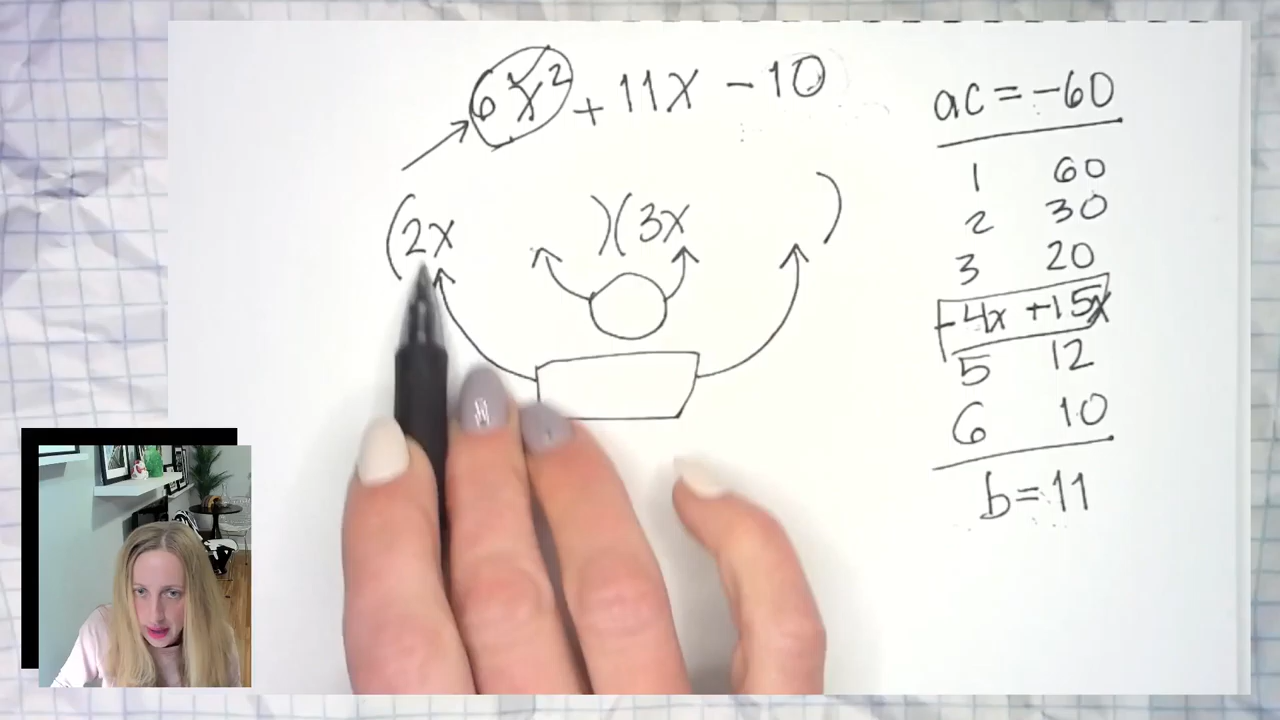 6x² + 11x - 10
(2x )(3x )
ac = -60
1 60
2 30
3 20
-4x +15x
5 12
6 10
b = 11